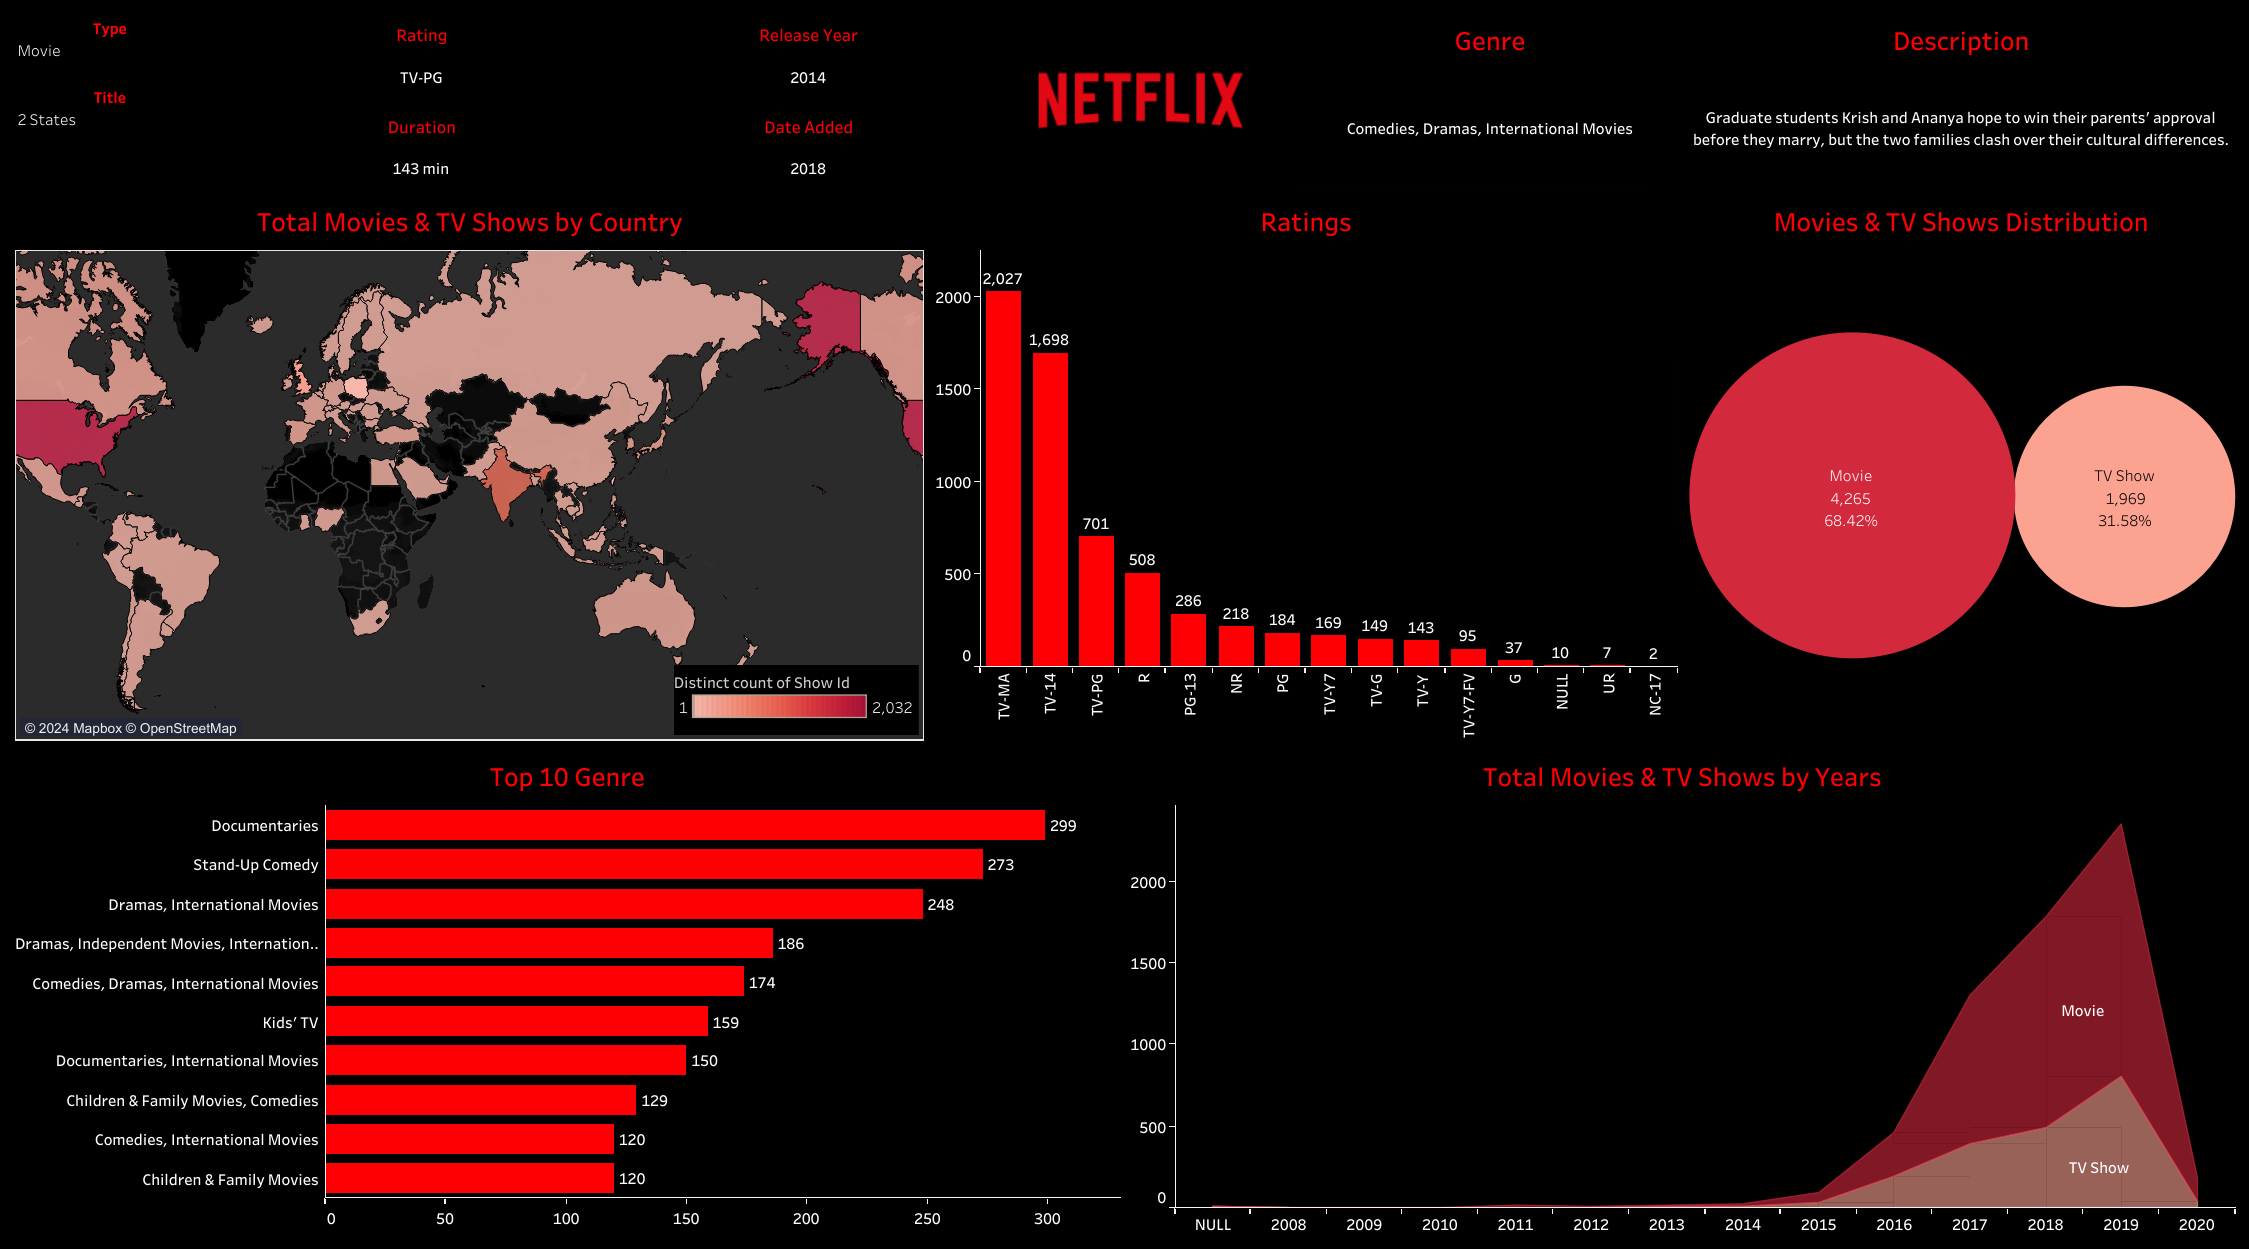 Type
Movie
Title
2 States
Rating
TV-PG
Duration
143 min
Release Year
2014
Date Added
2018
NETFLIX
Genre
Comedies, Dramas, International Movies
Description
Graduate students Krish and Ananya hope to win their parents’ approval
before they marry, but the two families clash over their cultural differences.
Total Movies & TV Shows by Country
Distinct count of Show Id
1 2,032
© 2024 Mapbox © OpenStreetMap
Ratings
2000
1500
1000
500
0
2,027
1,698
701
508
286
218
184
169
149
143
95
37
10
7
2
TV-MA
TV-14
TV-PG
R
PG-13
NR
PG
TV-Y7
TV-G
TV-Y
TV-Y7-FV
G
NULL
UR
NC-17
Movies & TV Shows Distribution
Movie
4,265
68.42%
TV Show
1,969
31.58%
Top 10 Genre
Documentaries 299
Stand-Up Comedy 273
Dramas, International Movies 248
Dramas, Independent Movies, Internation.. 186
Comedies, Dramas, International Movies 174
Kids’ TV 159
Documentaries, International Movies 150
Children & Family Movies, Comedies 129
Comedies, International Movies 120
Children & Family Movies 120
0 50 100 150 200 250 300
Total Movies & TV Shows by Years
2000
1500
1000
500
0
Movie
TV Show
NULL 2008 2009 2010 2011 2012 2013 2014 2015 2016 2017 2018 2019 2020